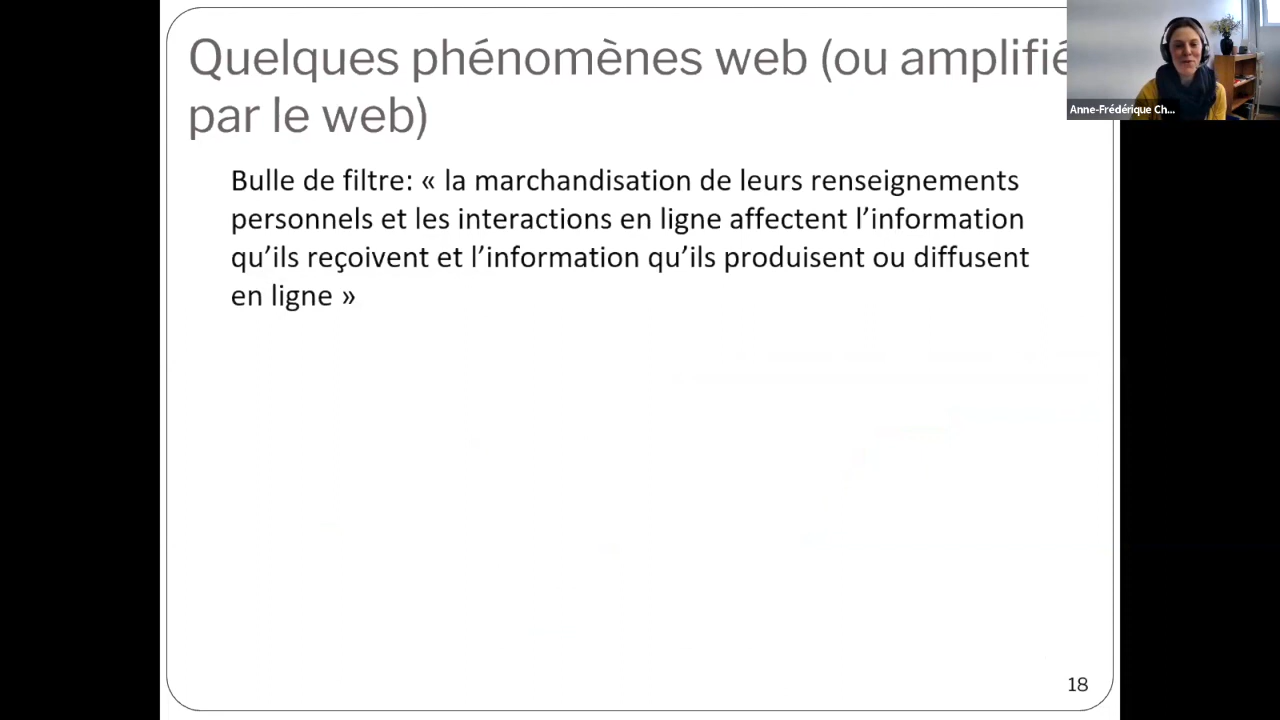 Quelques phénomènes web (ou amplifié
par le web)
Anne-Frédérique Ch...
Bulle de filtre: « la marchandisation de leurs renseignements
personnels et les interactions en ligne affectent l’information
qu’ils reçoivent et l’information qu’ils produisent ou diffusent
en ligne »
18